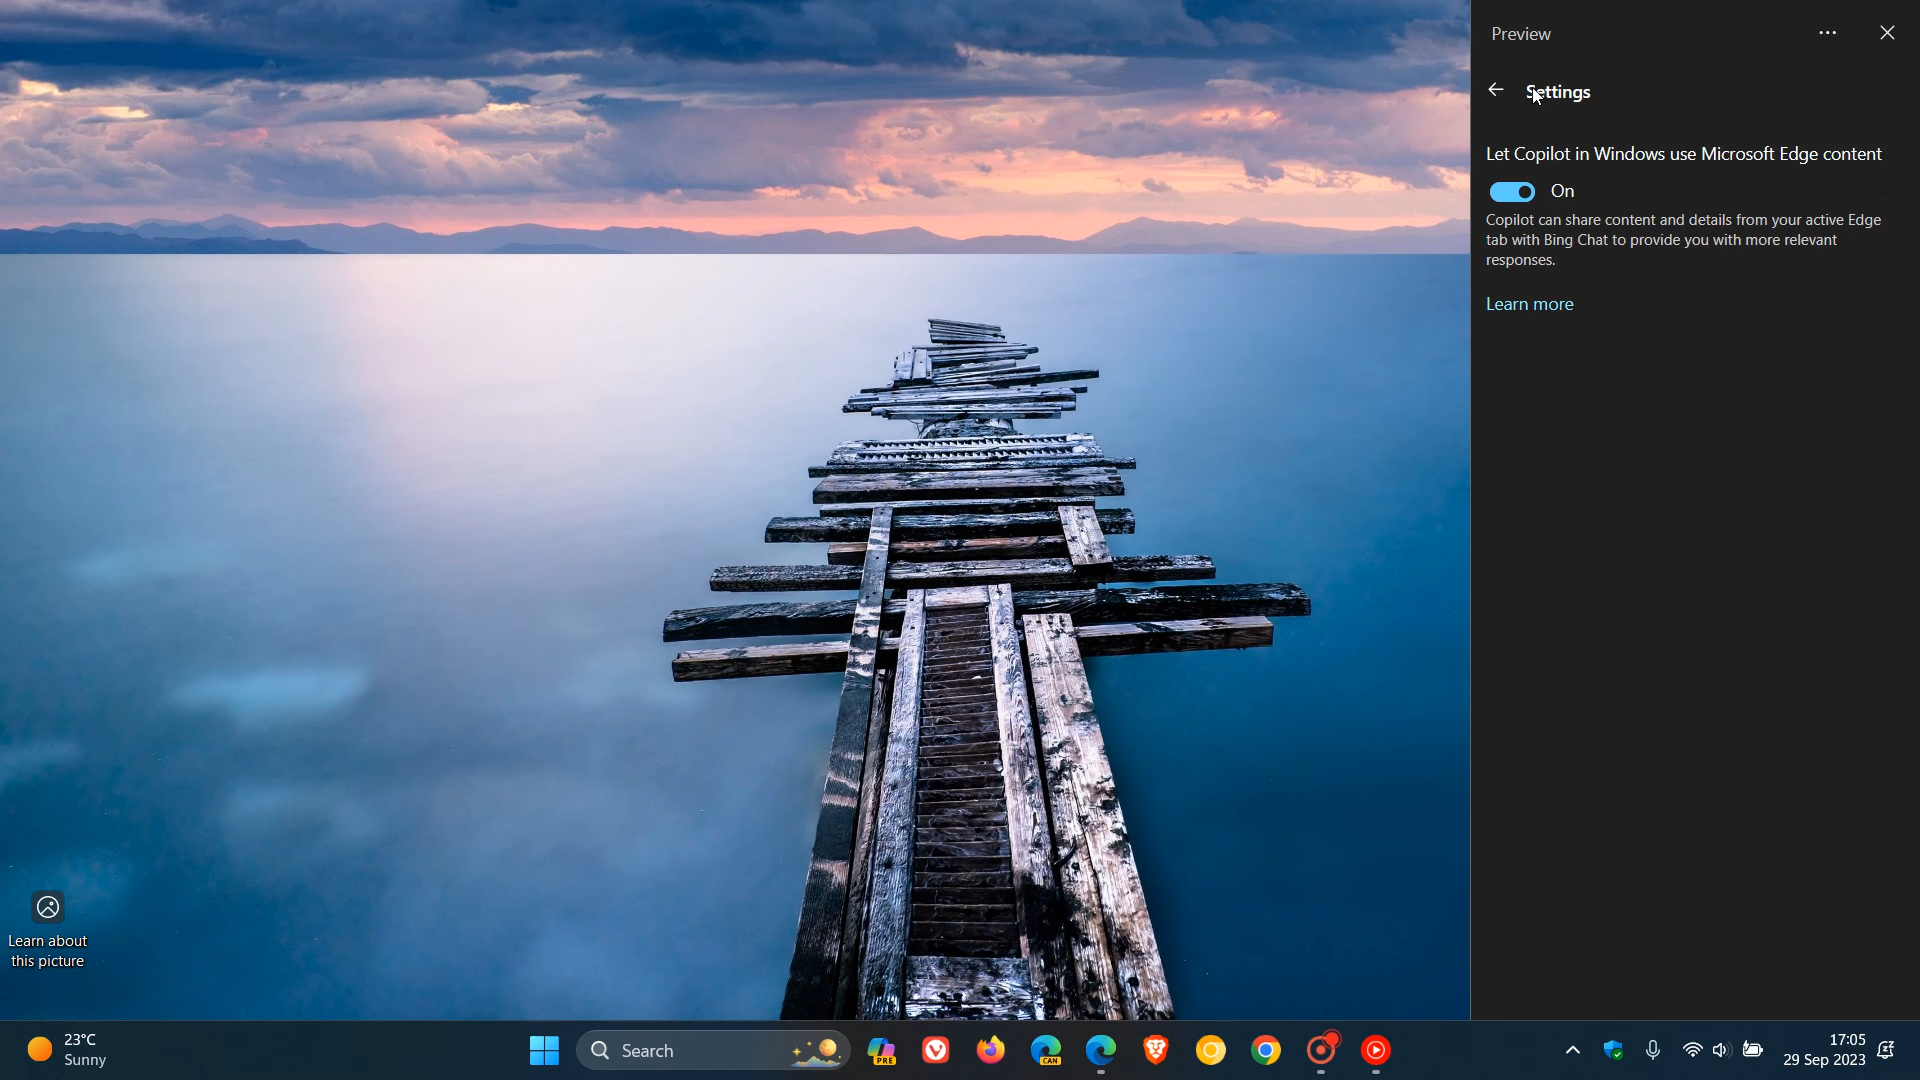 Preview
Settings
Let Copilot in Windows use Microsoft Edge content
On
Copilot can share content and details from your active Edge
tab with Bing Chat to provide you with more relevant
responses.
Learn more
Learn about
this picture
23°C
Sunny
Search
PRE
CAN
17:05
29 Sep 2023